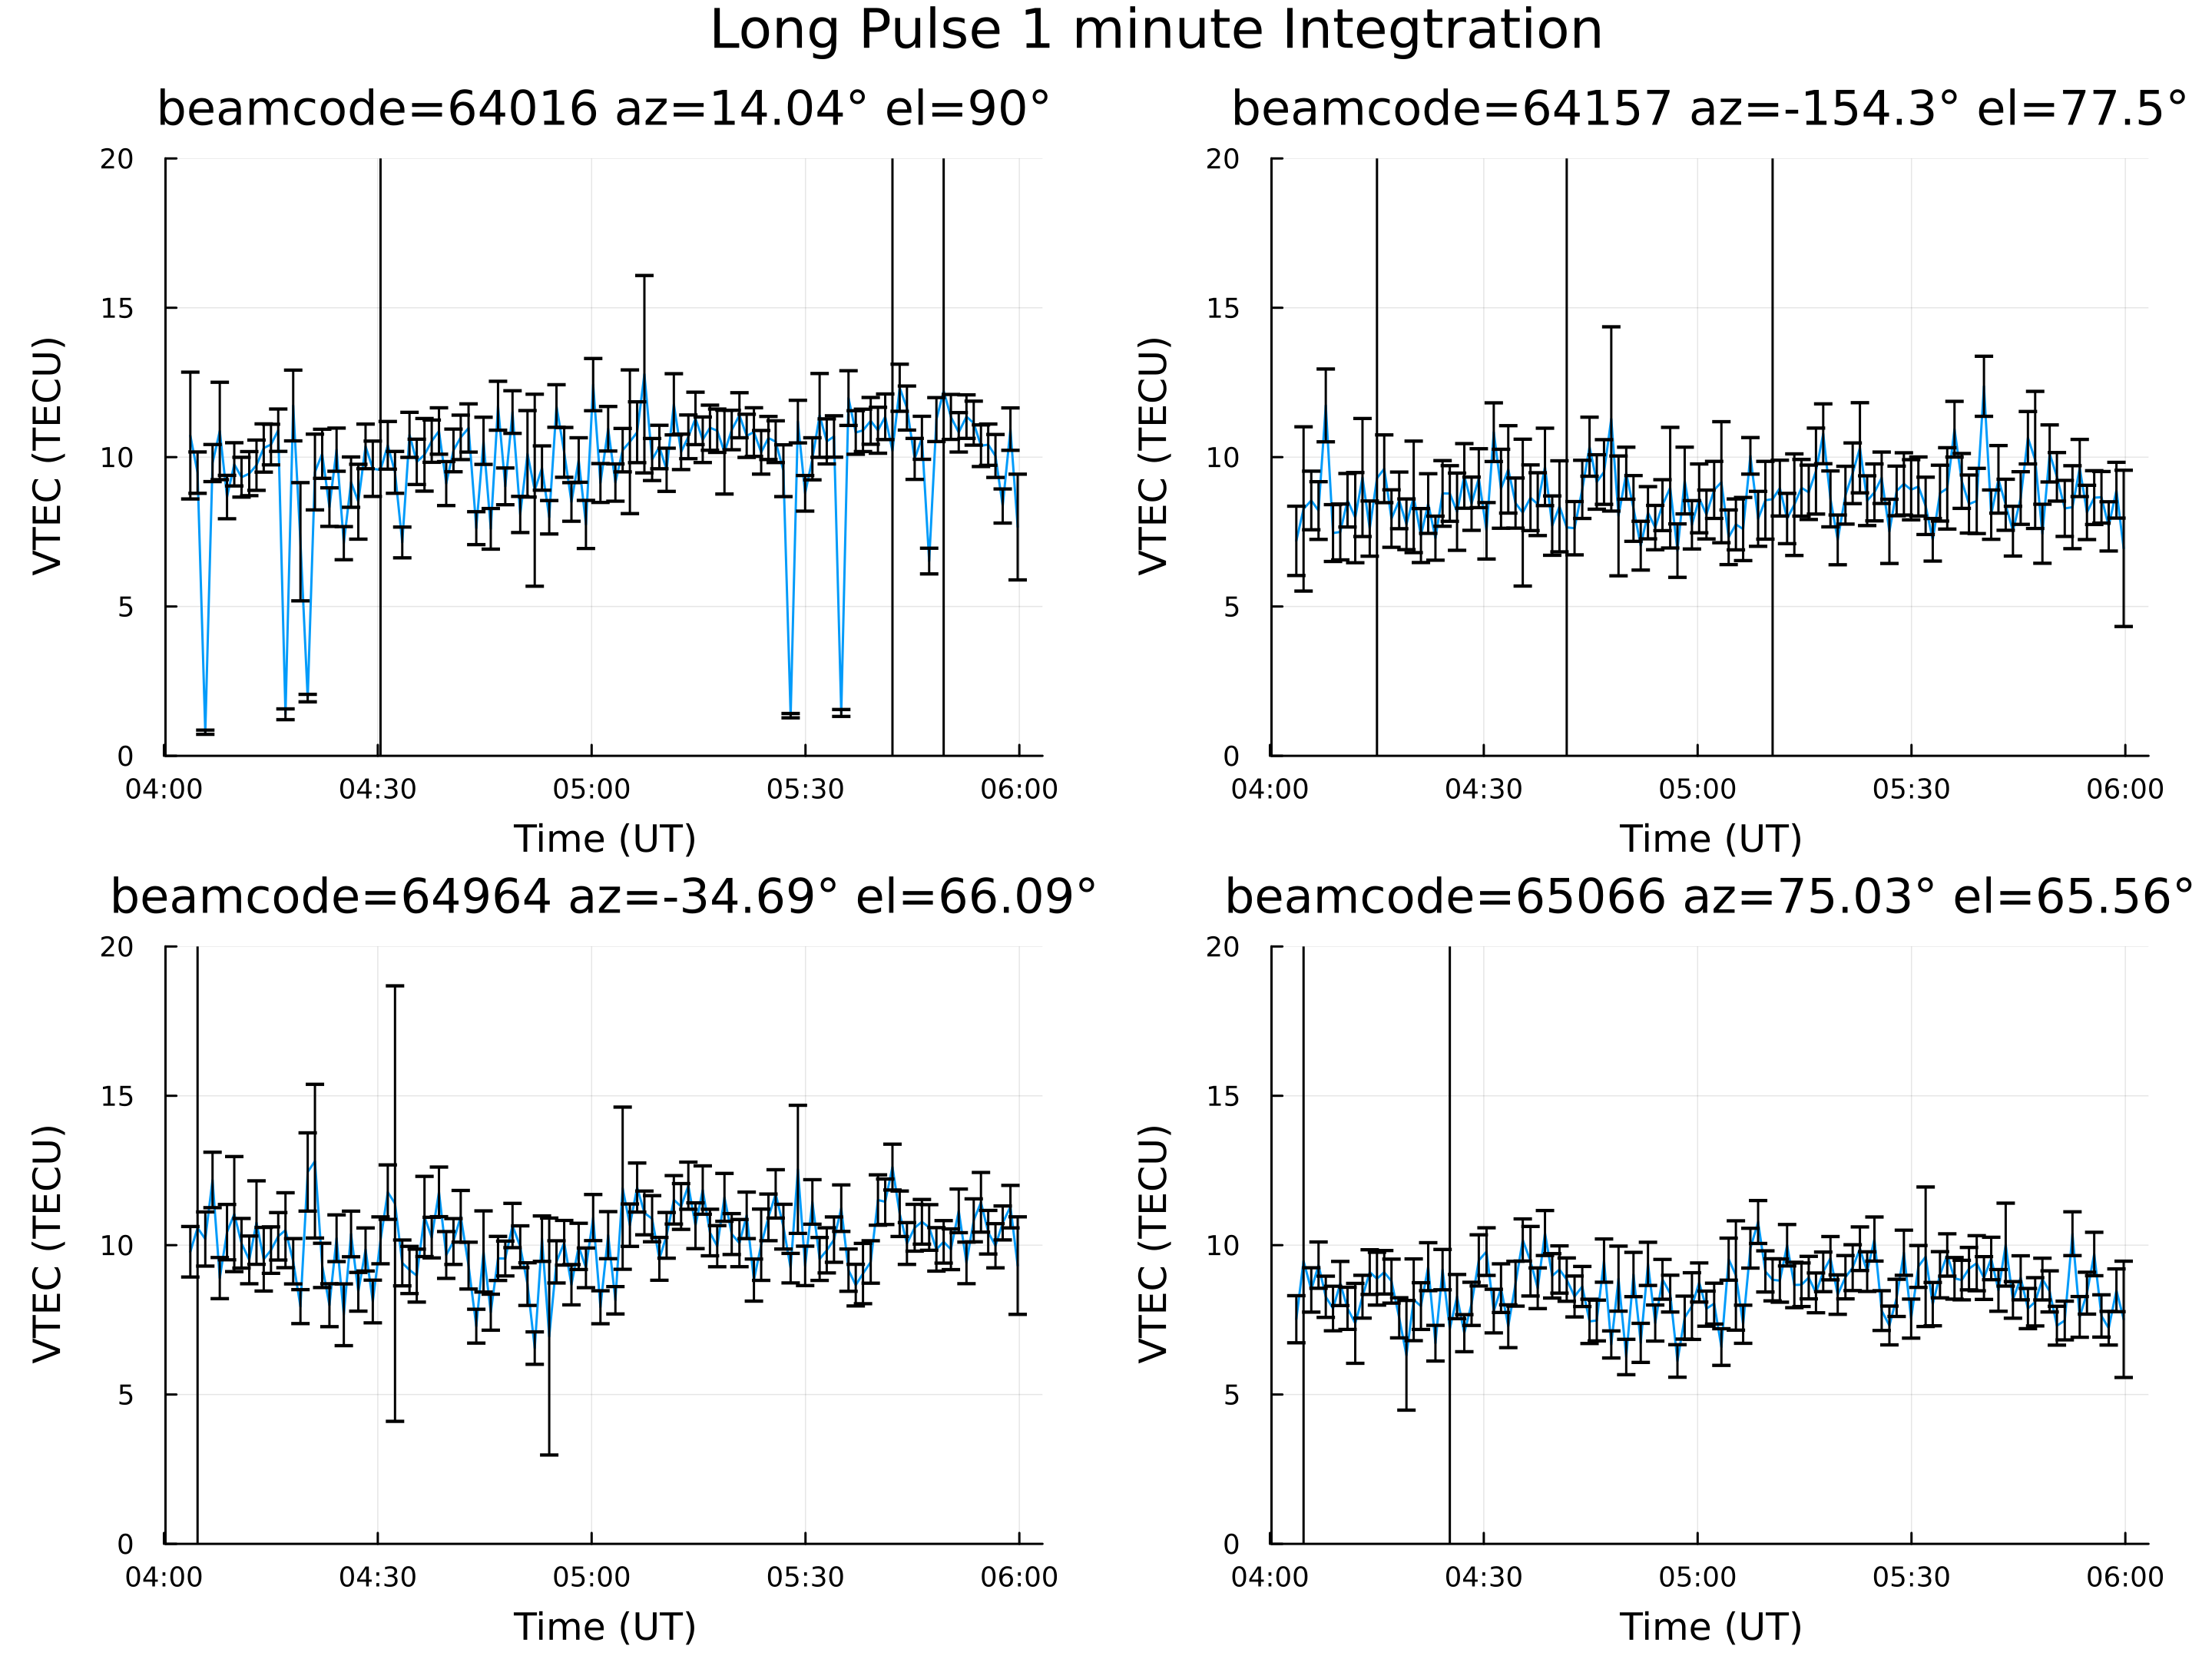 Long Pulse 1 minute Integtration
beamcode=64016 az=14.04° el=90°
20
15
10
5
0
VTEC (TECU)
04:00 04:30 05:00 05:30 06:00
Time (UT)
beamcode=64157 az=-154.3° el=77.5°
20
15
10
5
0
VTEC (TECU)
04:00 04:30 05:00 05:30 06:00
Time (UT)
beamcode=64964 az=-34.69° el=66.09°
20
15
10
5
0
VTEC (TECU)
04:00 04:30 05:00 05:30 06:00
Time (UT)
beamcode=65066 az=75.03° el=65.56°
20
15
10
5
0
VTEC (TECU)
04:00 04:30 05:00 05:30 06:00
Time (UT)